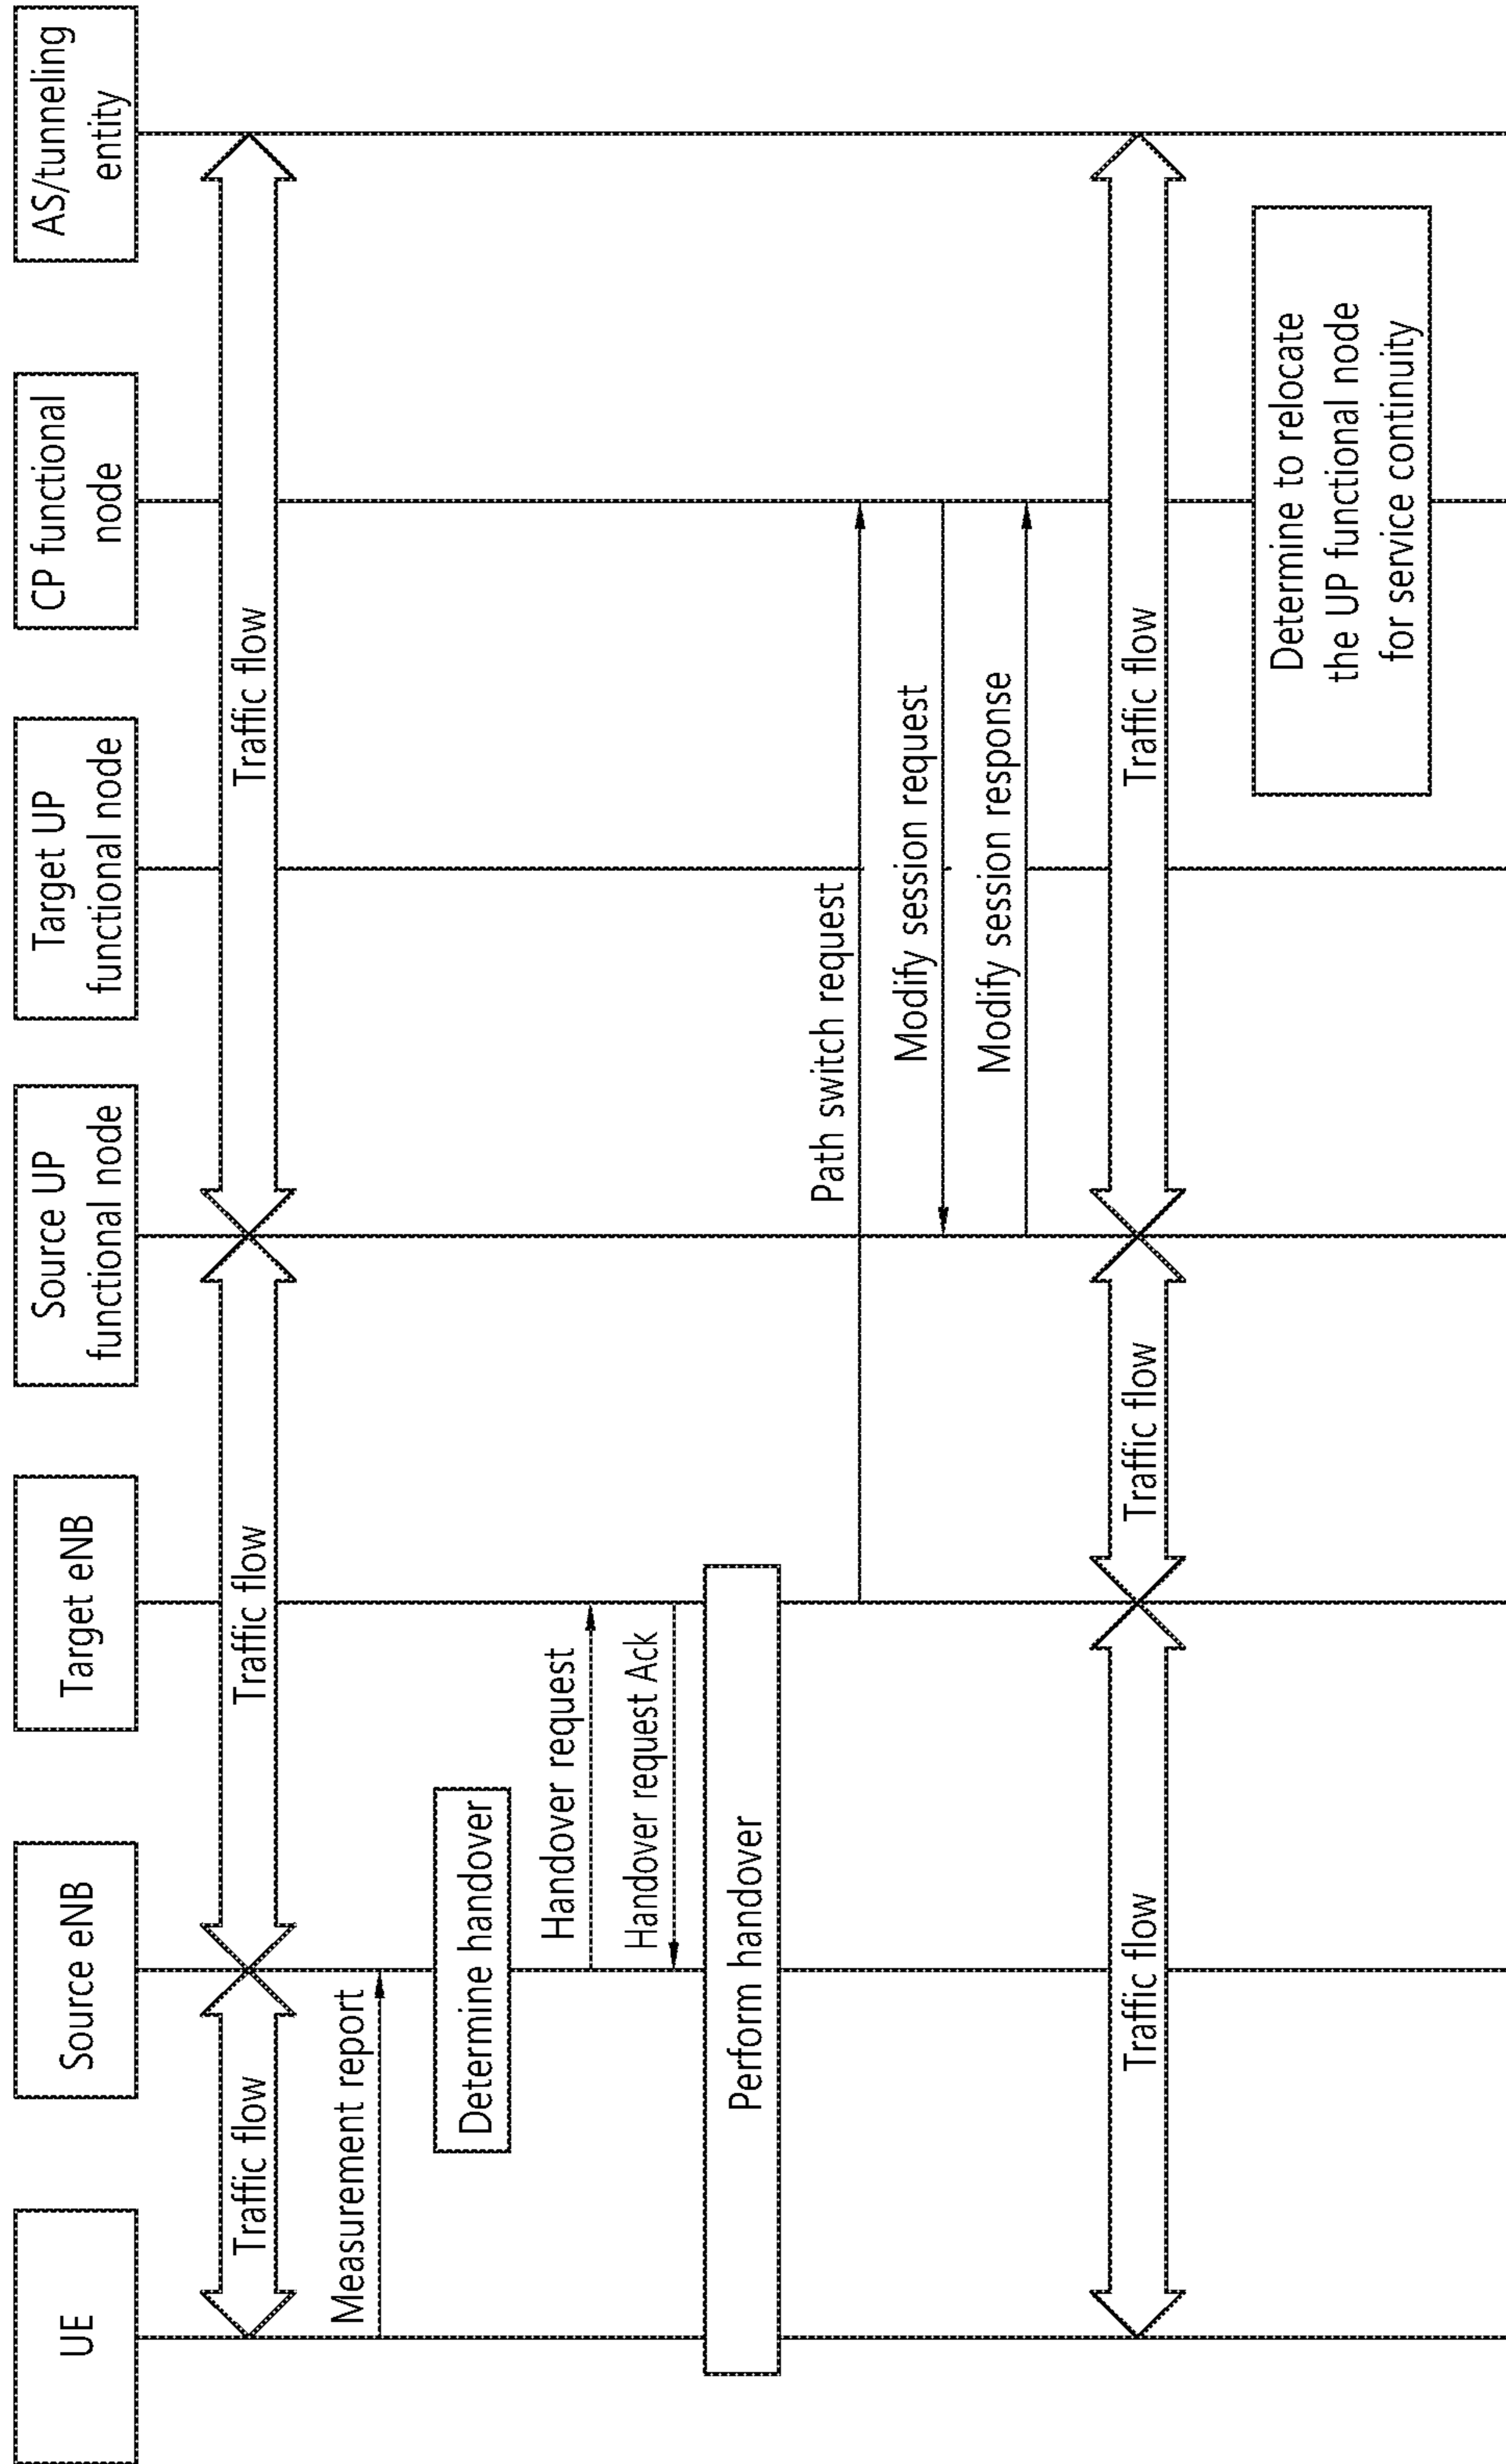 UE
Source eNB
Target eNB
Source UP
functional node
Target UP
functional node
CP functional
node
AS/tunneling
entity
Traffic flow
Traffic flow
Traffic flow
Measurement report
Determine handover
Handover request
Handover request Ack
Perform handover
Path switch request
Modify session request
Modify session response
Traffic flow
Traffic flow
Traffic flow
Determine to relocate
the UP functional node
for service continuity